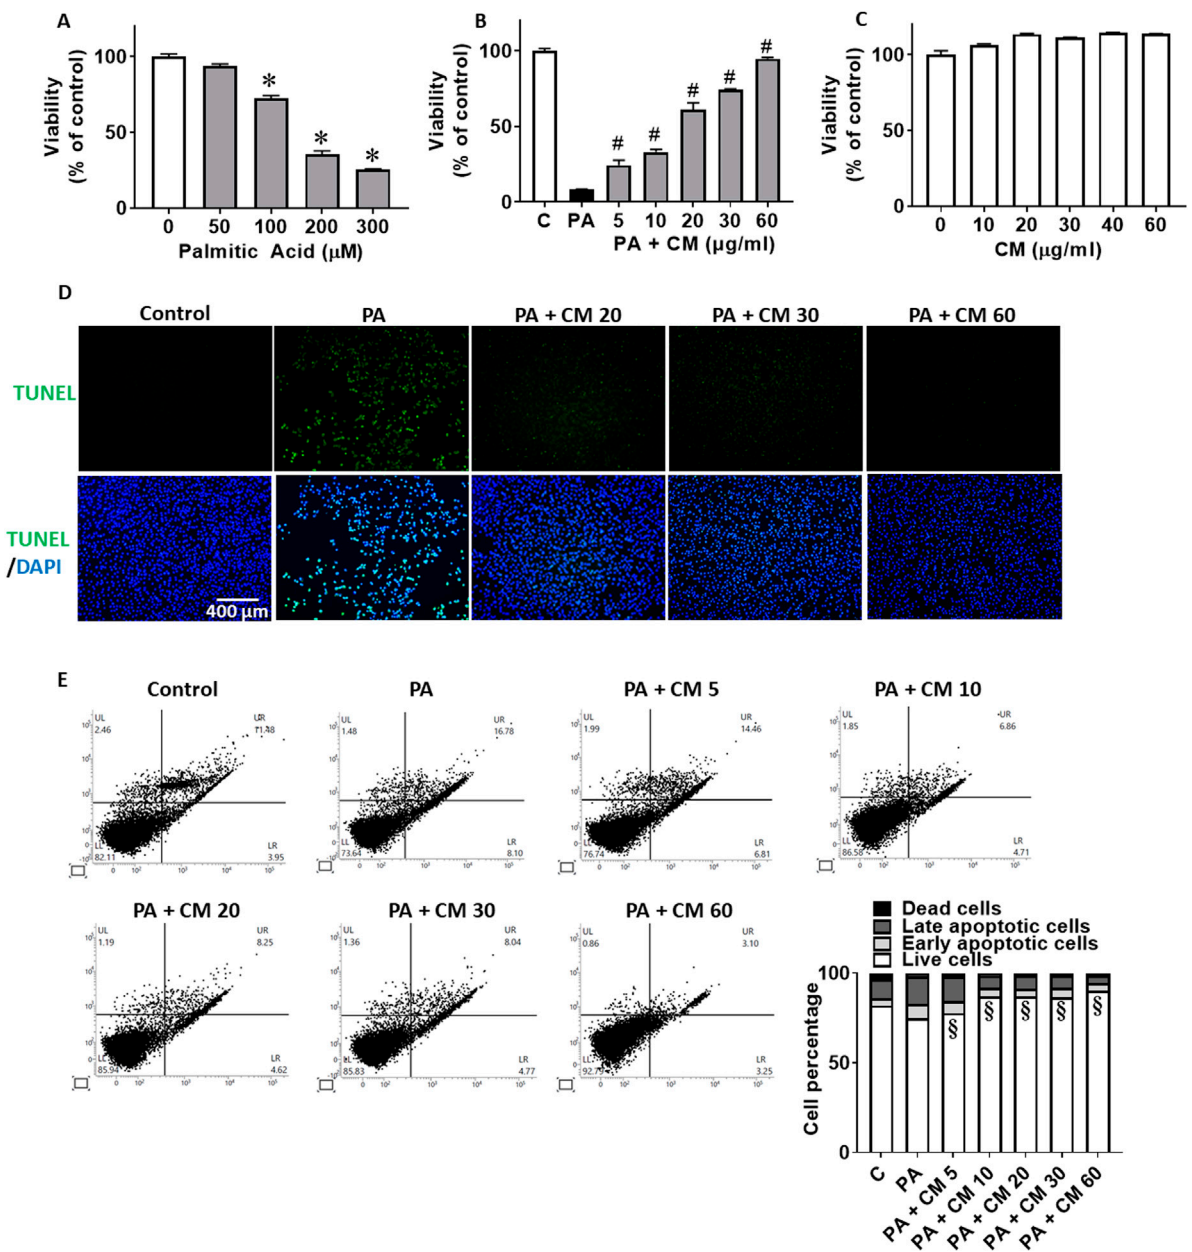 A
Viability
(% of control)
100
50
0
*
*
*
0 50 100 200 300
Palmitic Acid (μM)
B
Viability
(% of control)
100
50
0
#
#
#
#
#
C PA 5 10 20 30 60
PA + CM (μg/ml)
C
Viability
(% of control)
100
50
0
0 10 20 30 40 60
CM (μg/ml)
D
Control PA PA + CM 20 PA + CM 30 PA + CM 60
TUNEL
TUNEL
/DAPI
400 μm
E
Control
UL
2.46
UR
11.48
LL
82.11
LR
3.95
PA
UL
1.48
UR
16.78
LL
73.64
LR
8.10
PA + CM 5
UL
1.99
UR
14.46
LL
76.74
LR
6.81
PA + CM 10
UL
1.85
UR
6.86
LL
86.58
LR
4.71
PA + CM 20
UL
1.19
UR
8.25
LL
85.94
LR
4.62
PA + CM 30
UL
1.36
UR
8.04
LL
85.83
LR
4.77
PA + CM 60
UL
0.86
UR
3.10
LL
92.79
LR
3.25
Dead cells
Late apoptotic cells
Early apoptotic cells
Live cells
Cell percentage
100
50
0
§ § § § §
C
PA
PA + CM 5
PA + CM 10
PA + CM 20
PA + CM 30
PA + CM 60